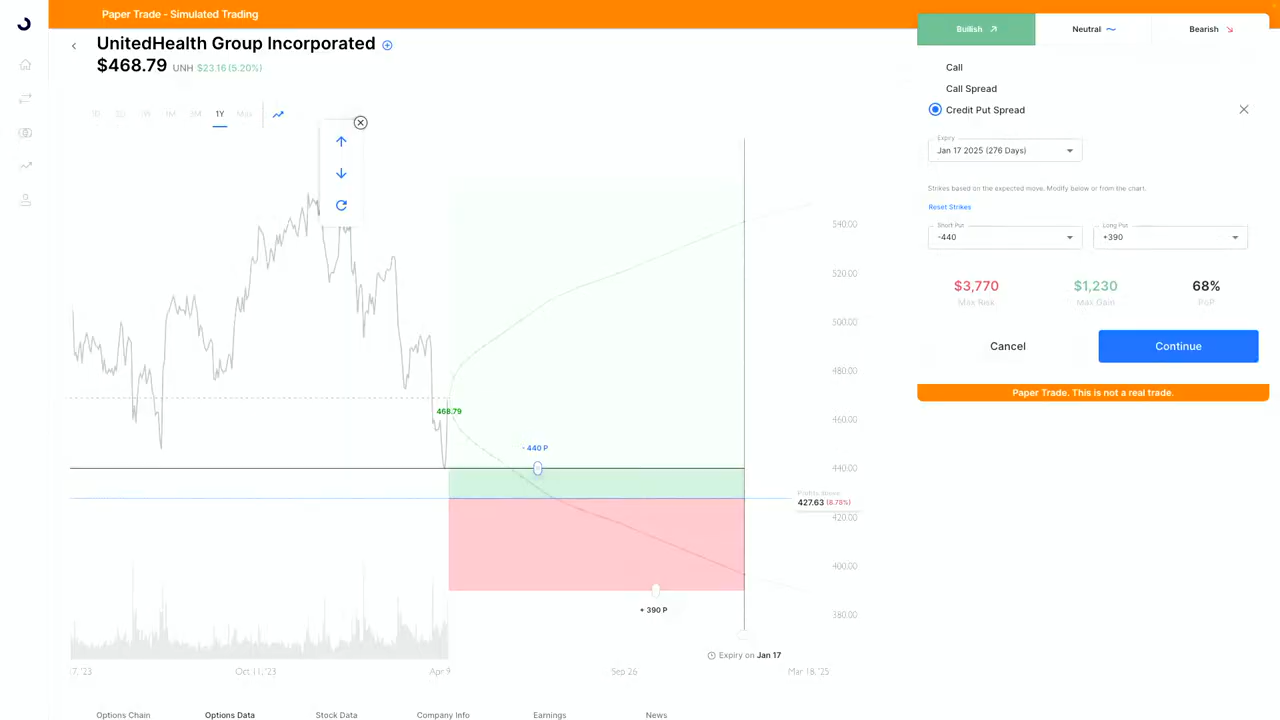 Paper Trade - Simulated Trading
UnitedHealth Group Incorporated
$468.79 UNH $23.16 (5.20%)
1D 5D 1W 1M 3M 1Y Max
468.79
- 440 P
+ 390 P
540.00
520.00
500.00
480.00
460.00
440.00
Profits above
427.63 (8.78%)
420.00
400.00
380.00
Expiry on Jan 17
Oct 11, '23 Apr 9 Sep 26 Mar 18, '25
Options Chain Options Data Stock Data Company Info Earnings News
Bullish Neutral Bearish
Call
Call Spread
Credit Put Spread
Expiry
Jan 17 2025 (276 Days)
Strikes based on the expected move. Modify below or from the chart.
Reset Strikes
Short Put Long Put
-440 +390
$3,770 $1,230 68%
Max Risk Max Gain PoP
Cancel Continue
Paper Trade. This is not a real trade.